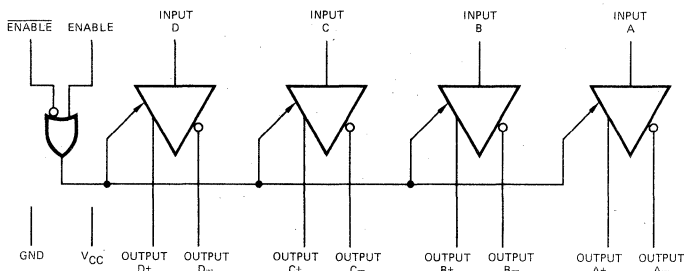 ENABLE ENABLE
INPUT D
INPUT C
INPUT B
INPUT A
GND
VCC
OUTPUT D+
OUTPUT D−
OUTPUT C+
OUTPUT C−
OUTPUT B+
OUTPUT B−
OUTPUT A+
OUTPUT A−